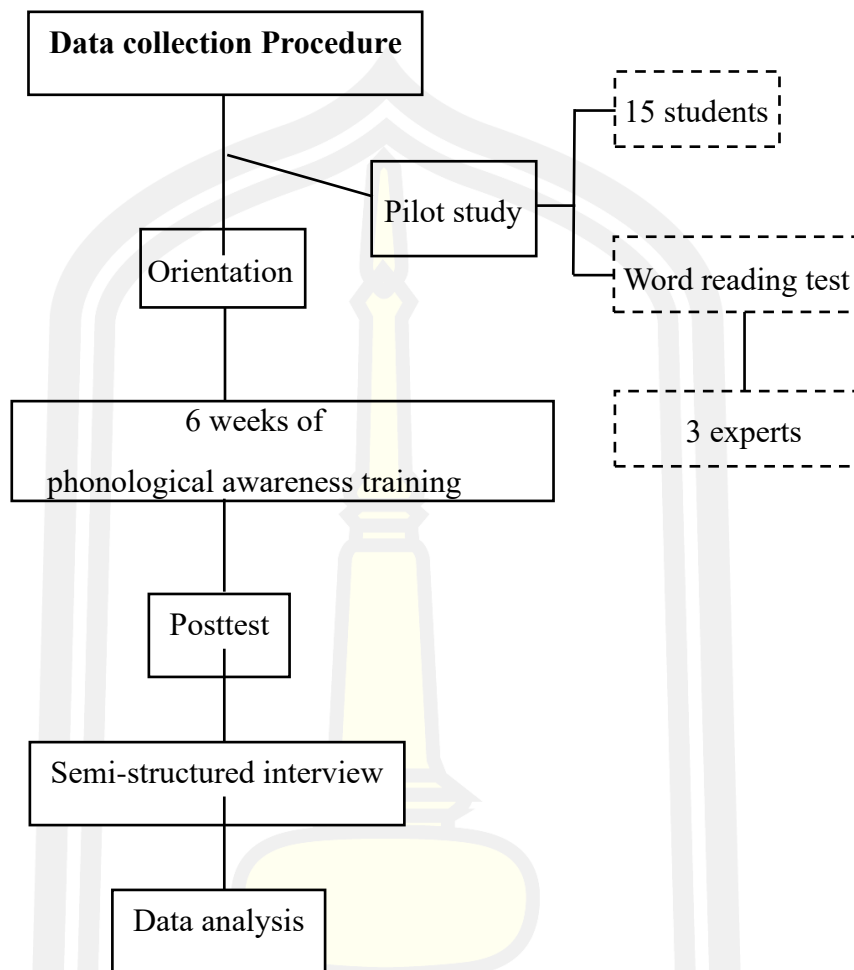 Data collection Procedure
15 students
Pilot study
Orientation
Word reading test
6 weeks of
phonological awareness training
3 experts
Posttest
Semi-structured interview
Data analysis